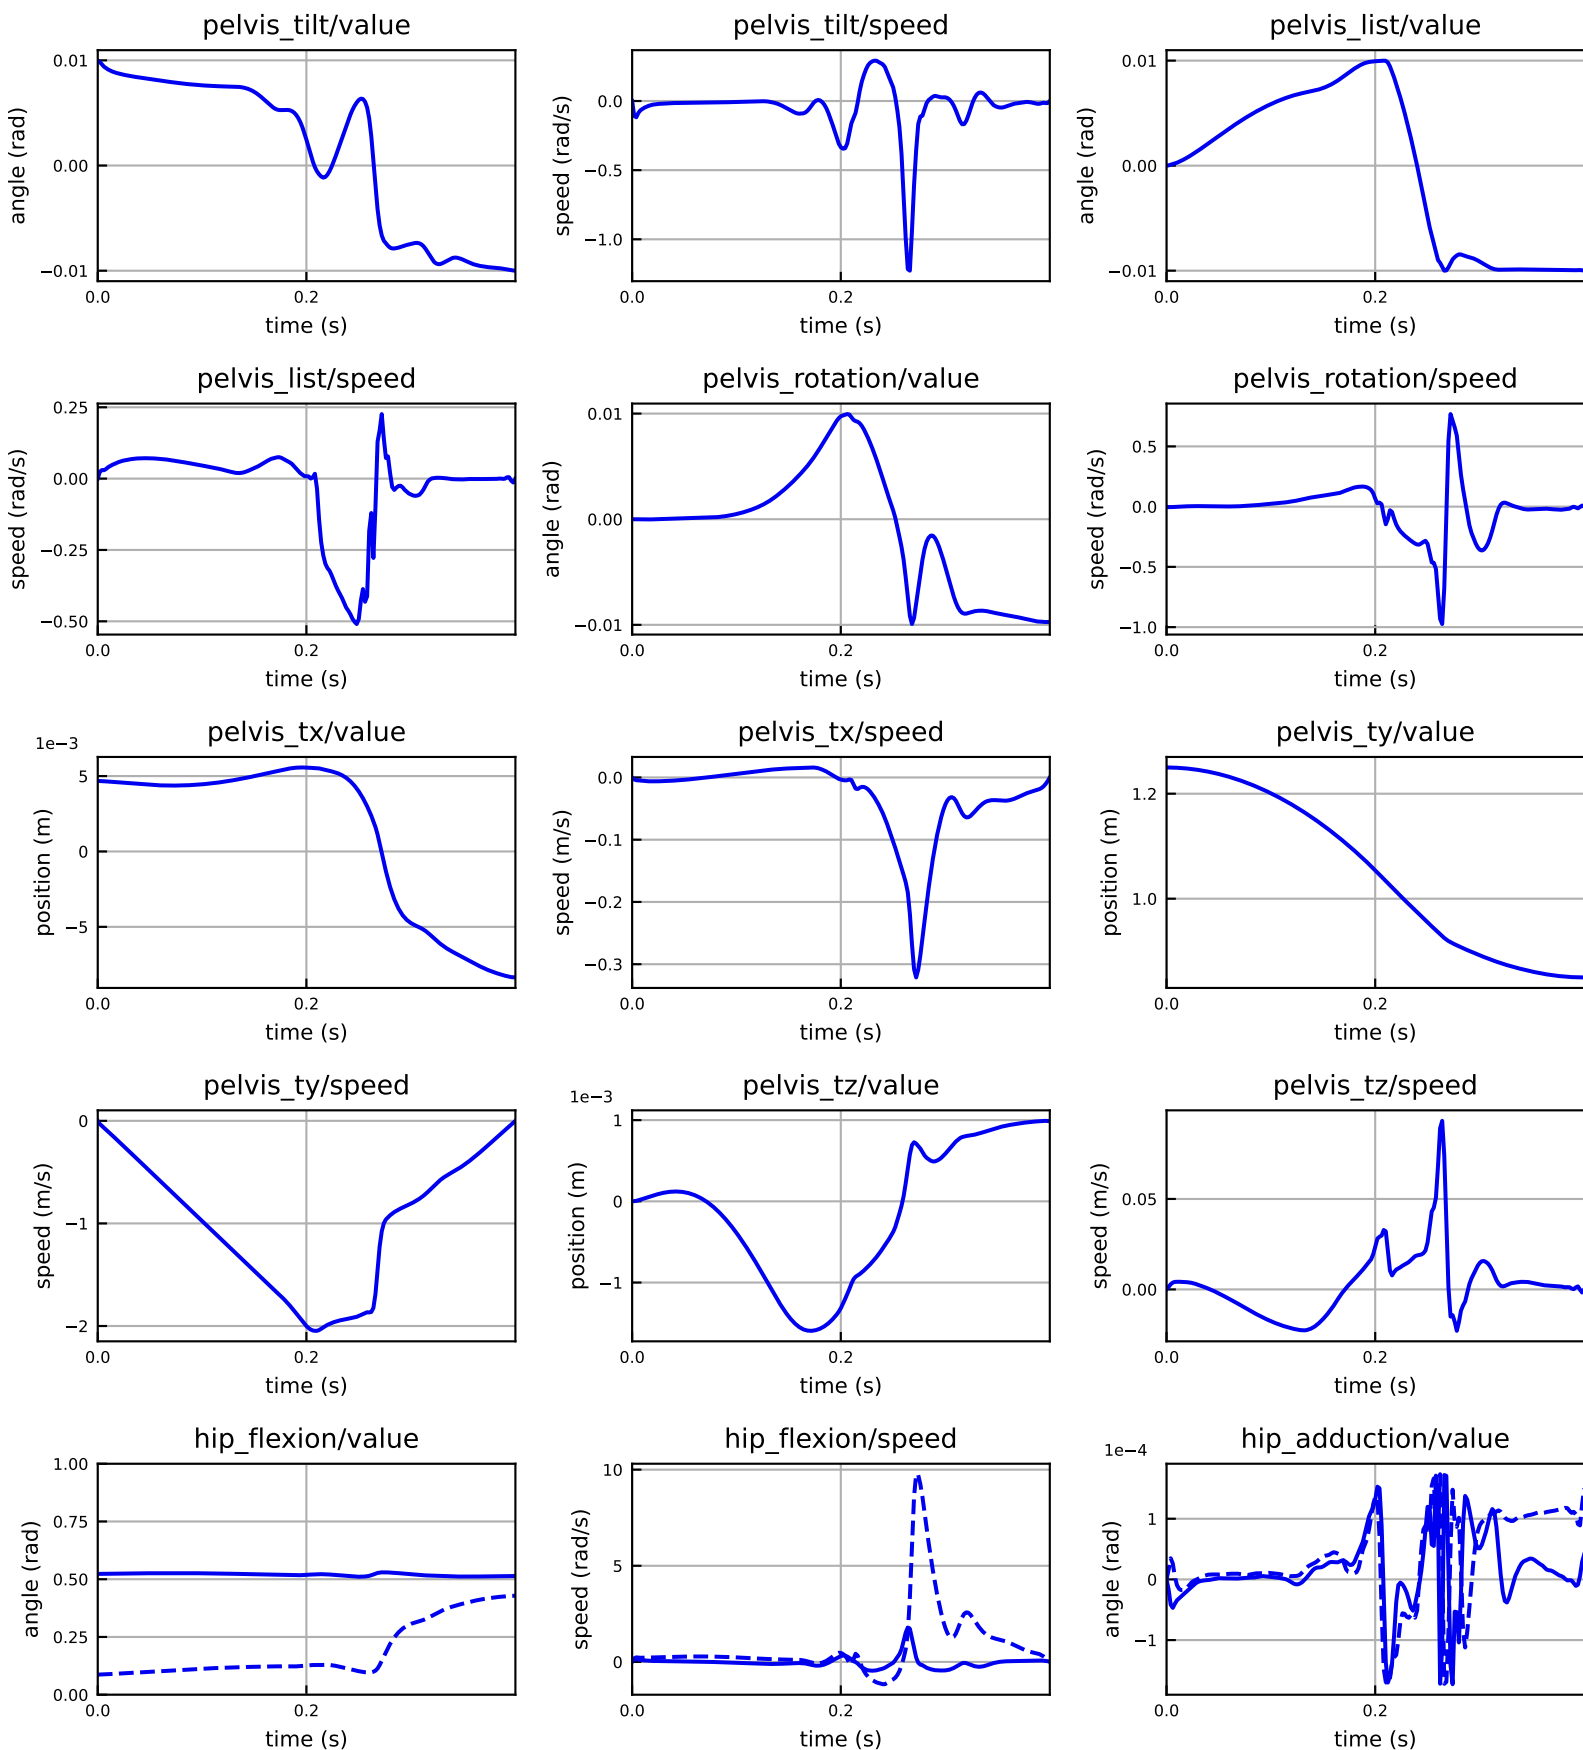 pelvis_tilt/value
angle (rad)
0.01
0.00
−0.01
0.0
0.2
time (s)
pelvis_tilt/speed
speed (rad/s)
0.0
−0.5
−1.0
0.0
0.2
time (s)
pelvis_list/value
angle (rad)
0.01
0.00
−0.01
0.0
0.2
time (s)
pelvis_list/speed
speed (rad/s)
0.25
0.00
−0.25
−0.50
0.0
0.2
time (s)
pelvis_rotation/value
angle (rad)
0.01
0.00
−0.01
0.0
0.2
time (s)
pelvis_rotation/speed
speed (rad/s)
0.5
0.0
−0.5
−1.0
0.0
0.2
time (s)
pelvis_tx/value
1e−3
position (m)
5
0
−5
0.0
0.2
time (s)
pelvis_tx/speed
speed (m/s)
0.0
−0.1
−0.2
−0.3
0.0
0.2
time (s)
pelvis_ty/value
position (m)
1.2
1.0
0.0
0.2
time (s)
pelvis_ty/speed
speed (m/s)
0
−1
−2
0.0
0.2
time (s)
pelvis_tz/value
1e−3
position (m)
1
0
−1
0.0
0.2
time (s)
pelvis_tz/speed
speed (m/s)
0.05
0.00
0.0
0.2
time (s)
hip_flexion/value
angle (rad)
1.00
0.75
0.50
0.25
0.00
0.0
0.2
time (s)
hip_flexion/speed
speed (rad/s)
10
5
0
0.0
0.2
time (s)
hip_adduction/value
1e−4
angle (rad)
1
0
−1
0.0
0.2
time (s)